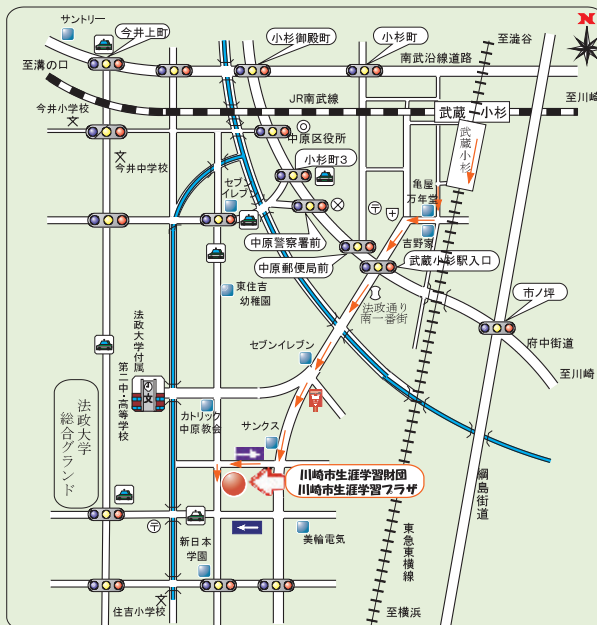 サントリー
今井上町
小杉御殿町
小杉町
至澁谷
N
南武沿線道路
至溝の口
JR南武線
至川崎
今井小学校
武蔵
小杉
中原区役所
武蔵小杉
小杉町3
今井中学校
セブン
イレブン
亀屋
万年堂
中原警察署前
吉野家
中原郵便局前
武蔵小杉駅入口
東住吉
幼稚園
法政通り
南一番街
市ノ坪
法政大学付属
第二中・高等学校
府中街道
セブンイレブン
至川崎
法政大学
総合グランド
カトリック
中原教会
サンクス
川崎市生涯学習財団
川崎市生涯学習プラザ
綱島街道
新日本
学園
美輪電気
東急東横線
住吉小学校
至横浜